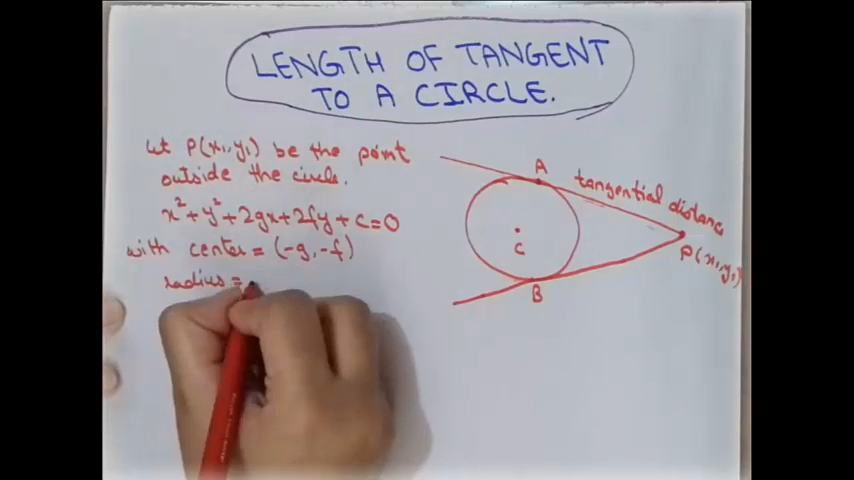 LENGTH OF TANGENT
TO A CIRCLE.
let P(x₁,y₁) be the point
outside the circle.
x²+y²+2gx+2fy+c=0
with center = (-g,-f)
radius =
A
tangential distanc
C
P(x₁,y₁)
B